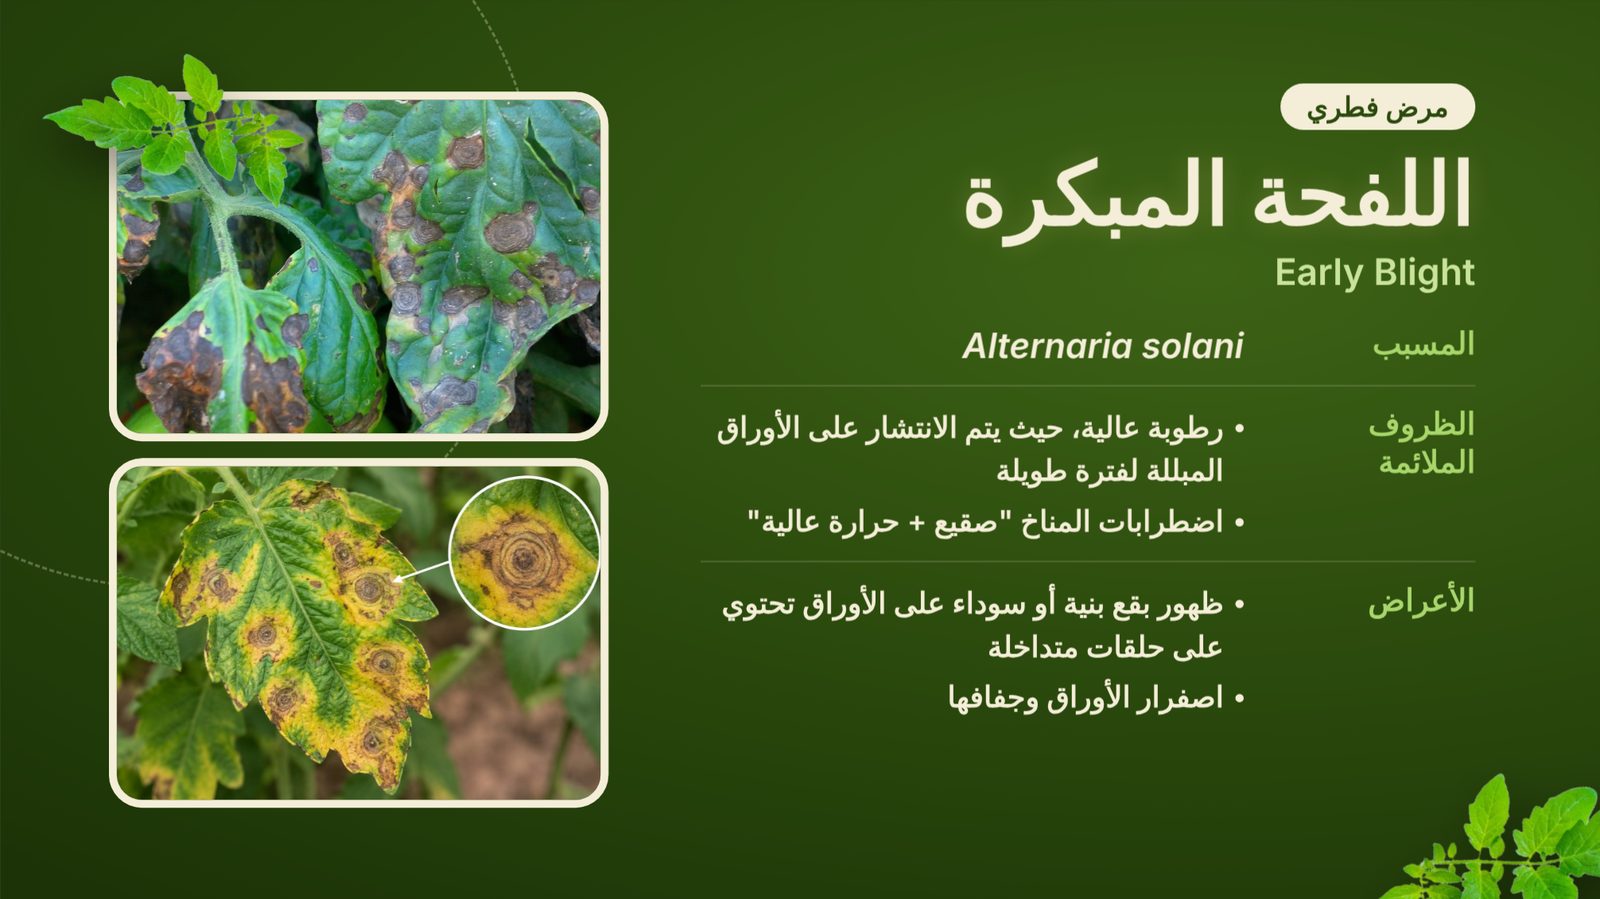 مرض فطري
اللفحة المبكرة
Early Blight
المسبب
Alternaria solani
الظروف
الملائمة
• رطوبة عالية، حيث يتم الانتشار على الأوراق
المبللة لفترة طويلة
• اضطرابات المناخ "صقيع + حرارة عالية"
الأعراض
• ظهور بقع بنية أو سوداء على الأوراق تحتوي
على حلقات متداخلة
• اصفرار الأوراق وجفافها